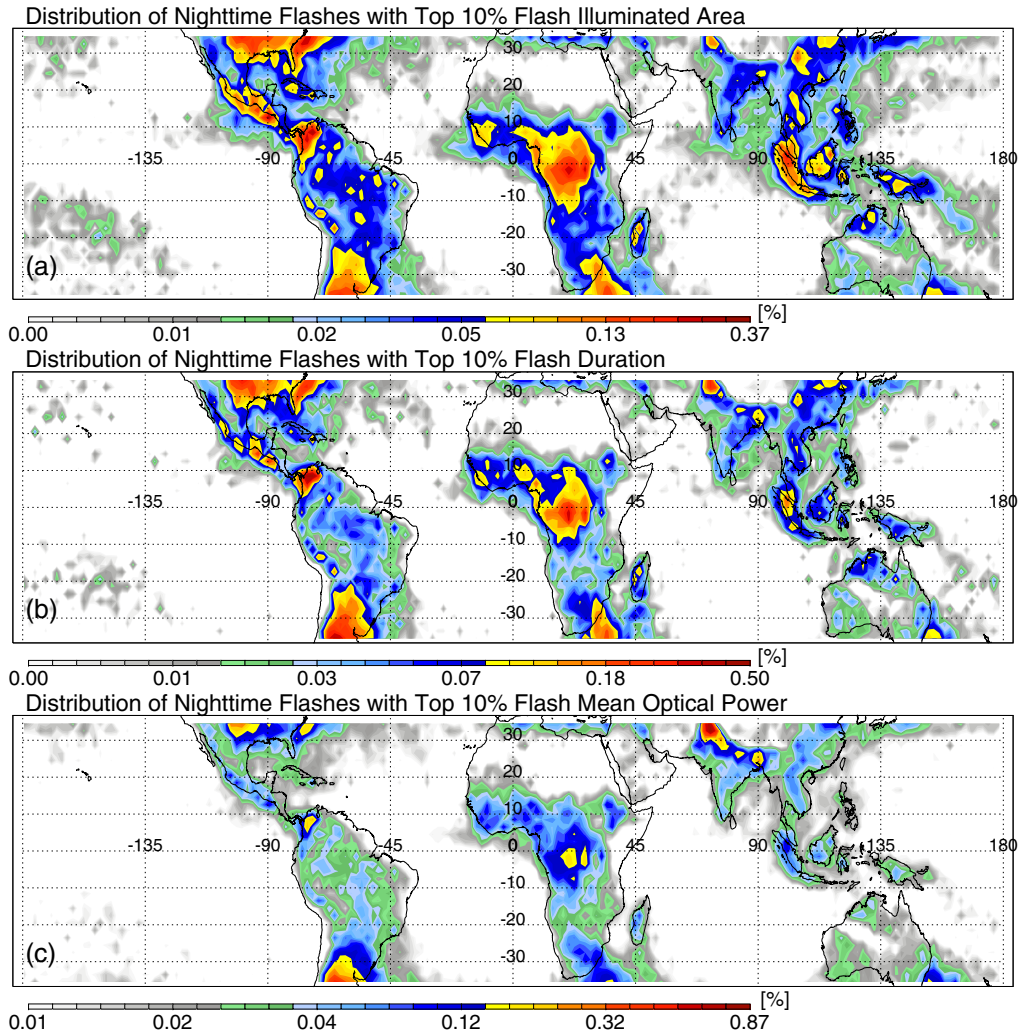 Distribution of Nighttime Flashes with Top 10% Flash Illuminated Area
30
20
10
-135 -90 -45 0 45 90 135 180
-10
-20
-30
(a)
[%]
0.00 0.01 0.02 0.05 0.13 0.37
Distribution of Nighttime Flashes with Top 10% Flash Duration
30
20
10
-135 -90 -45 0 45 90 135 180
-10
-20
-30
(b)
[%]
0.00 0.01 0.03 0.07 0.18 0.50
Distribution of Nighttime Flashes with Top 10% Flash Mean Optical Power
30
20
10
-135 -90 -45 0 45 90 135 180
-10
-20
-30
(c)
[%]
0.01 0.02 0.04 0.12 0.32 0.87